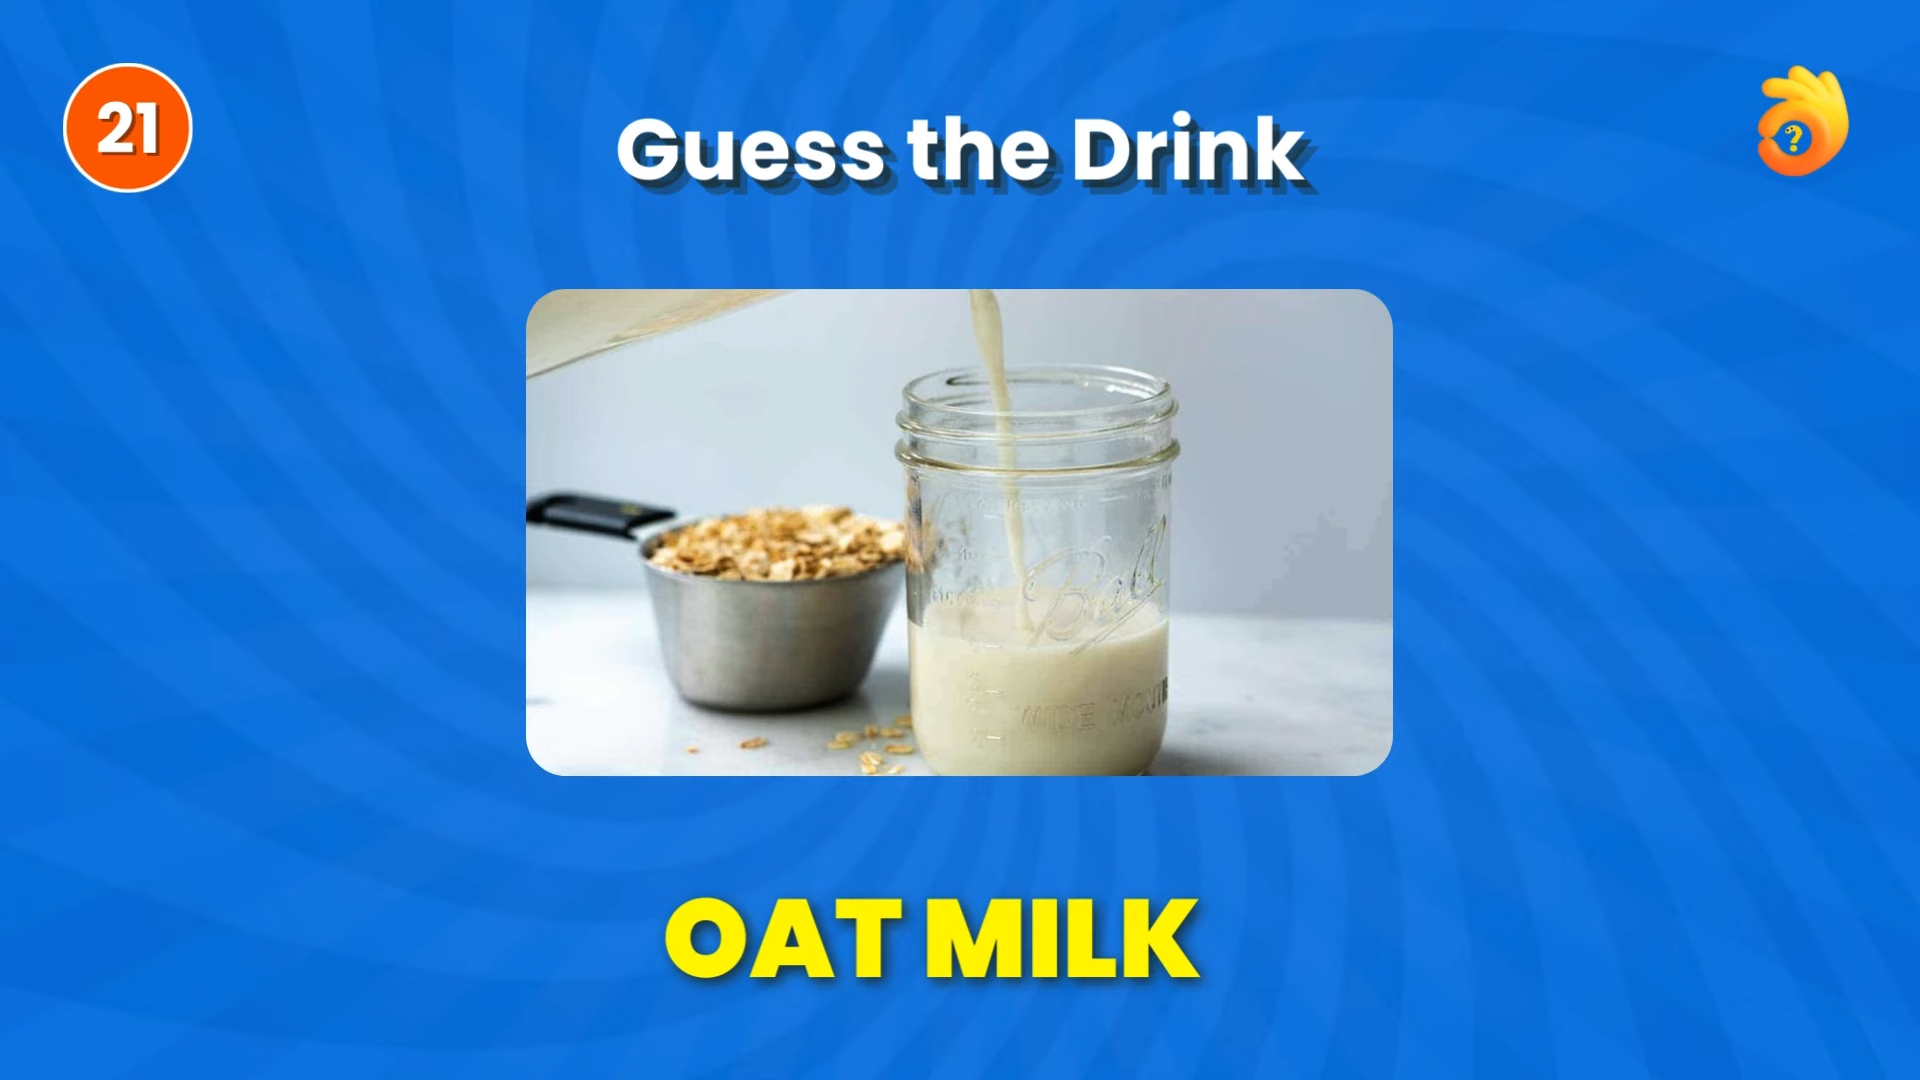 21
Guess the Drink
?
Ball
WIDE MOUTH
OAT MILK